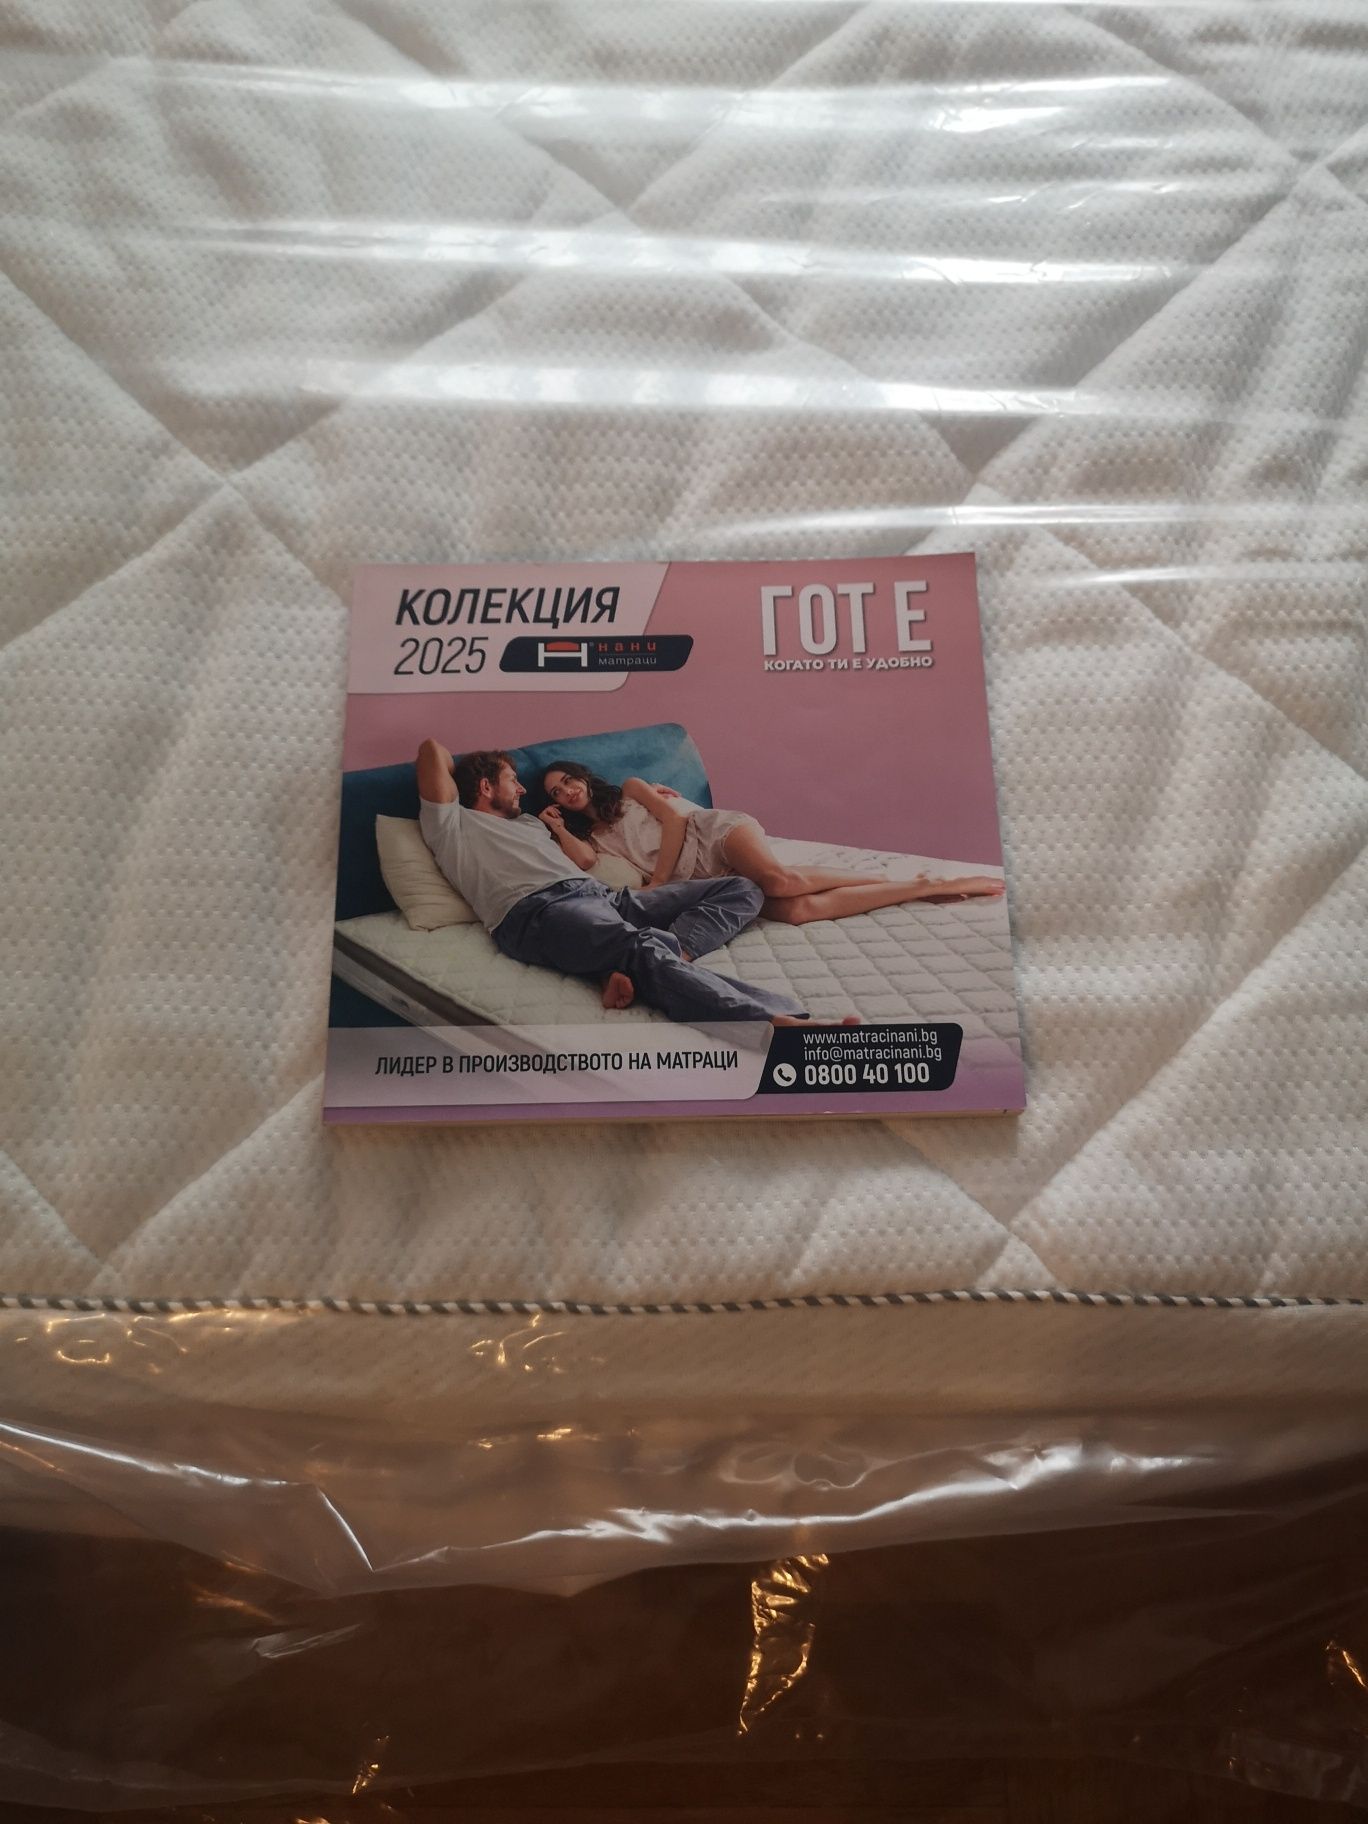 КОЛЕКЦИЯ
2025
нани
матраци
ГОТ Е
КОГАТО ТИ Е УДОБНО
ЛИДЕР В ПРОИЗВОДСТВОТО НА МАТРАЦИ
www.matracinani.bg
info@matracinani.bg
0800 40 100